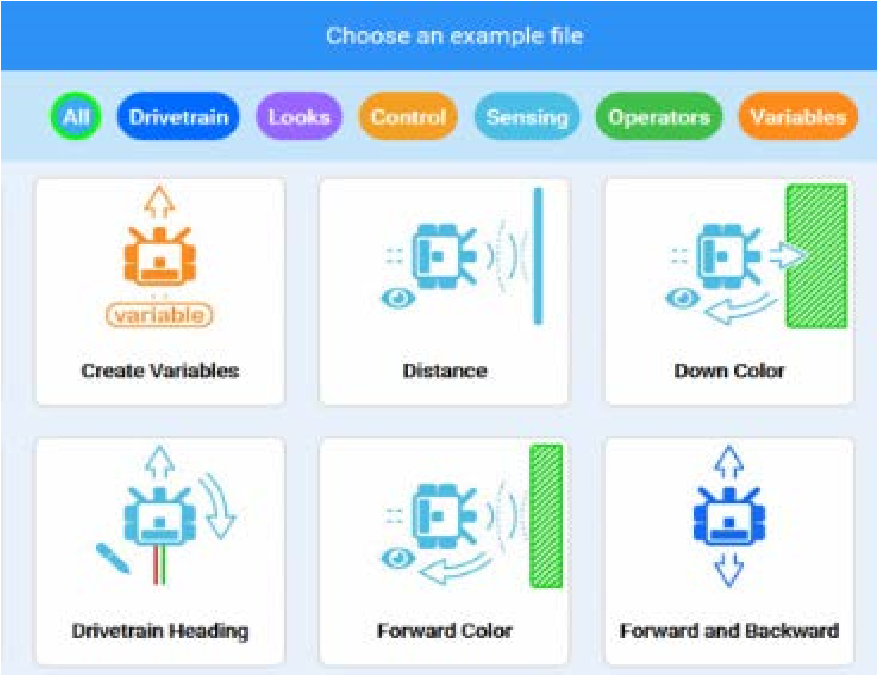 Choose an example file
All Drivetrain Looks Control Sensing Operators Variables
variable
Create Variables
Distance
Down Color
Drivetrain Heading
Forward Color
Forward and Backward